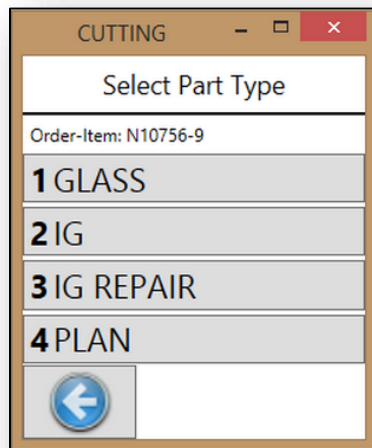 CUTTING
Select Part Type
Order-Item: N10756-9
1 GLASS
2 IG
3 IG REPAIR
4 PLAN